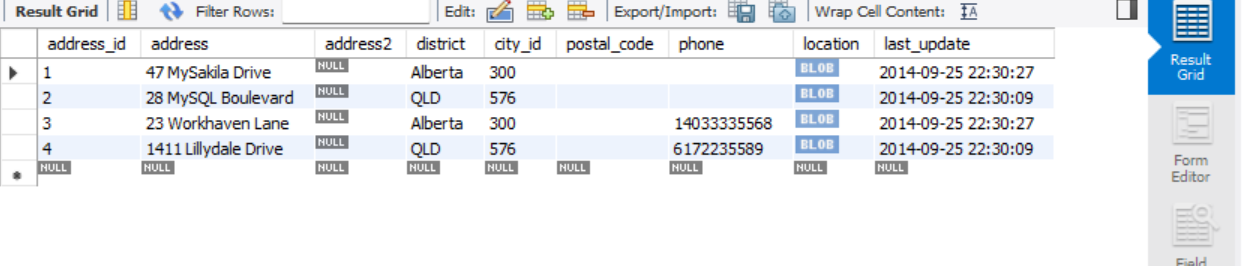 Result Grid Filter Rows: Edit: Export/Import: Wrap Cell Content: IA
address_id address address2 district city_id postal_code phone location last_update
1 47 MySakila Drive NULL Alberta 300 BLOB 2014-09-25 22:30:27
2 28 MySQL Boulevard NULL QLD 576 BLOB 2014-09-25 22:30:09
3 23 Workhaven Lane NULL Alberta 300 14033335568 BLOB 2014-09-25 22:30:27
4 1411 Lillydale Drive NULL QLD 576 6172235589 BLOB 2014-09-25 22:30:09
NULL NULL NULL NULL NULL NULL NULL NULL NULL
Result
Grid
Form
Editor
Field